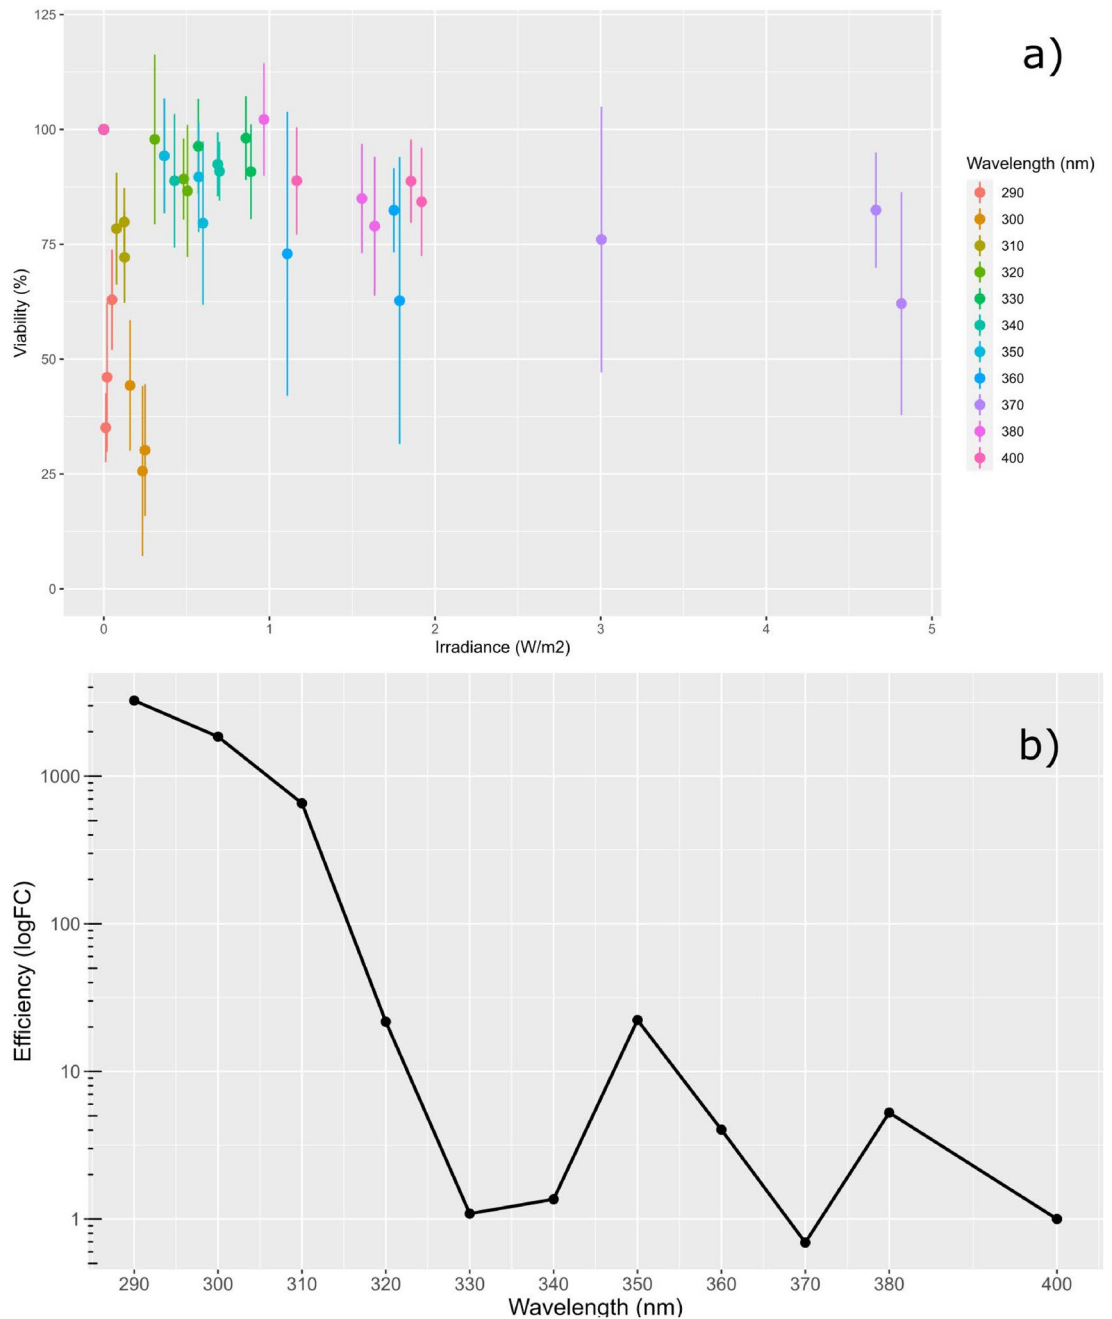 a)
125
100
75
50
25
0
Viability (%)
0 1 2 3 4 5
Irradiance (W/m2)
Wavelength (nm)
290
300
310
320
330
340
350
360
370
380
400
b)
1000
100
10
1
Efficiency (logFC)
290 300 310 320 330 340 350 360 370 380 400
Wavelength (nm)